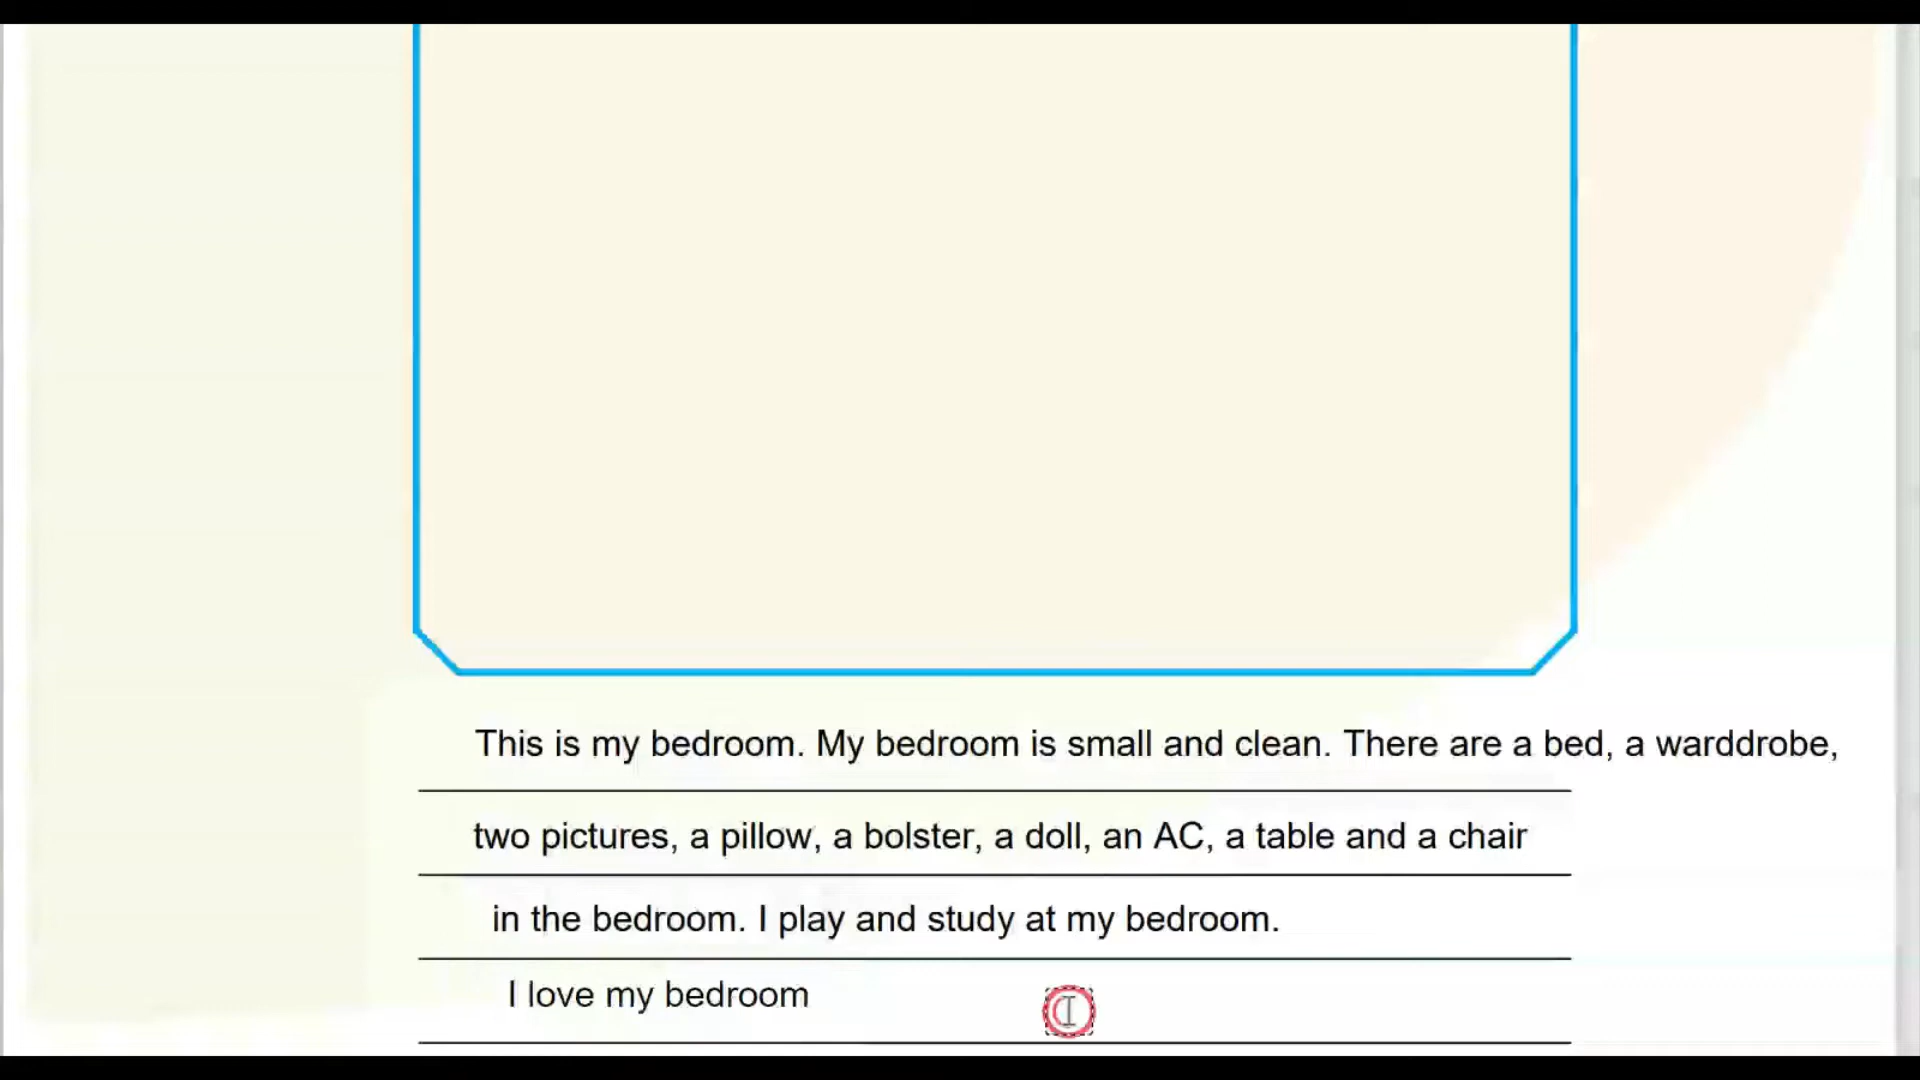 This is my bedroom. My bedroom is small and clean. There are a bed, a warddrobe,
two pictures, a pillow, a bolster, a doll, an AC, a table and a chair
in the bedroom. I play and study at my bedroom.
I love my bedroom